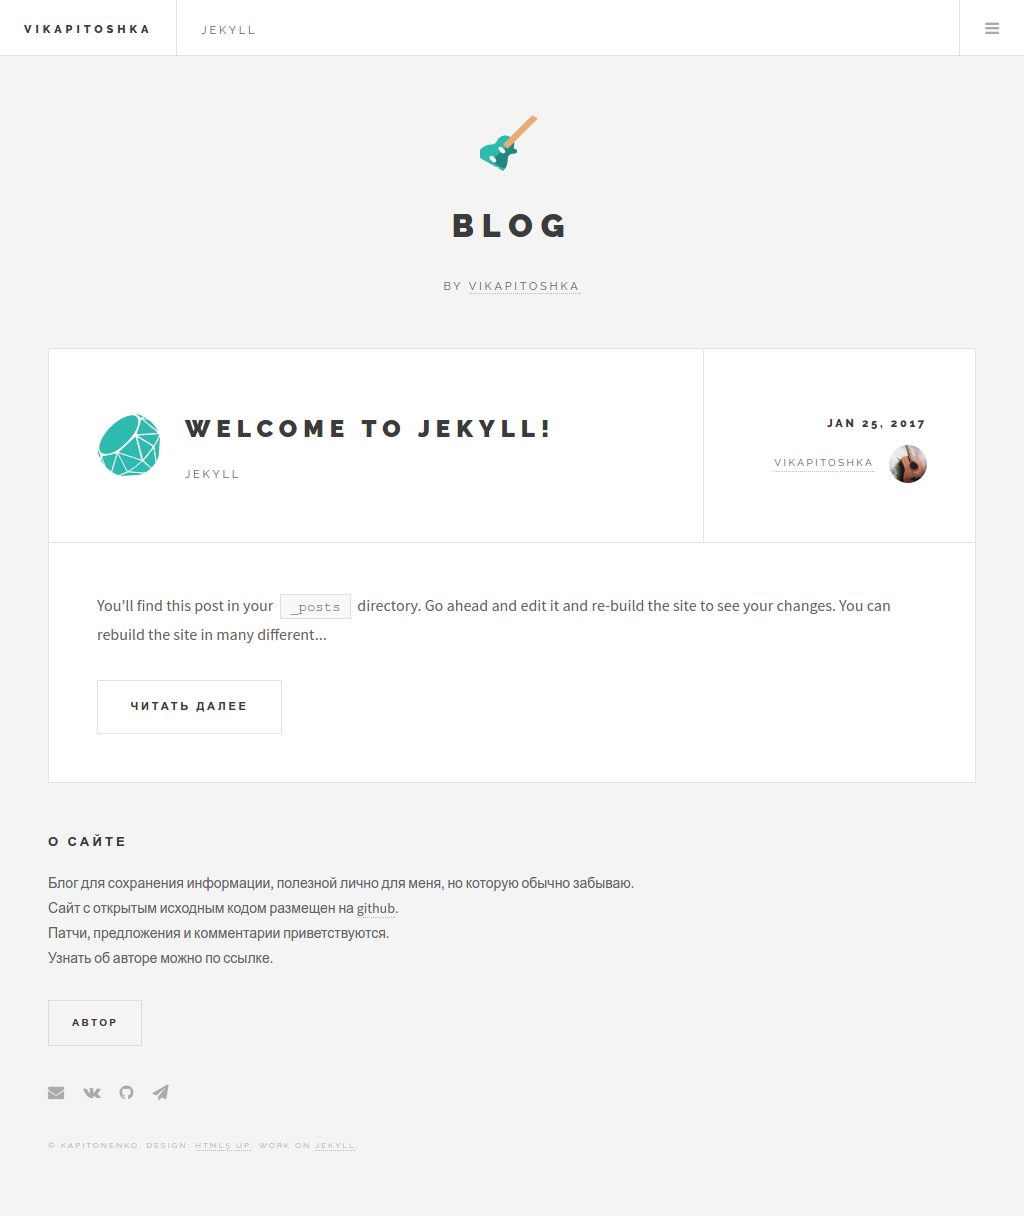 VIKAPITOSHKA
JEKYLL
BLOG
BY VIKAPITOSHKA
WELCOME TO JEKYLL!
JEKYLL
JAN 25, 2017
VIKAPITOSHKA
You’ll find this post in your _posts directory. Go ahead and edit it and re-build the site to see your changes. You can
rebuild the site in many different...
ЧИТАТЬ ДАЛЕЕ
О САЙТЕ
Блог для сохранения информации, полезной лично для меня, но которую обычно забываю.
Сайт с открытым исходным кодом размещен на github.
Патчи, предложения и комментарии приветствуются.
Узнать об авторе можно по ссылке.
АВТОР
© KAPITONENKO. DESIGN: HTML5 UP. WORK ON JEKYLL.